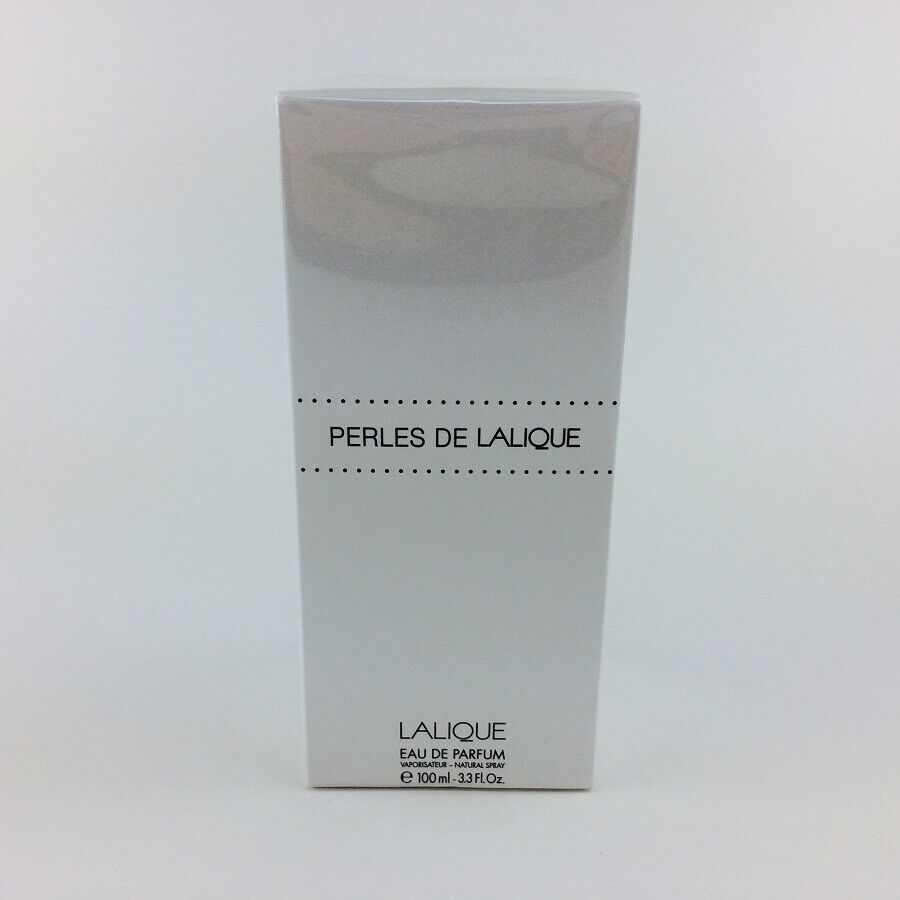 PERLES DE LALIQUE
LALIQUE
EAU DE PARFUM
VAPORISATEUR - NATURAL SPRAY
℮ 100 ml - 3.3 Fl. Oz.